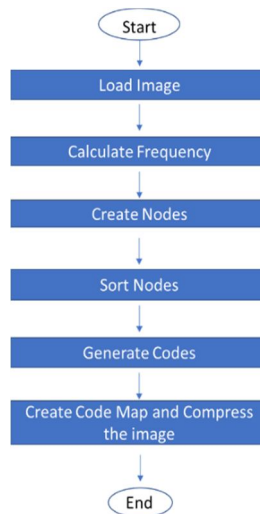 Start
Load Image
Calculate Frequency
Create Nodes
Sort Nodes
Generate Codes
Create Code Map and Compress
the image
End